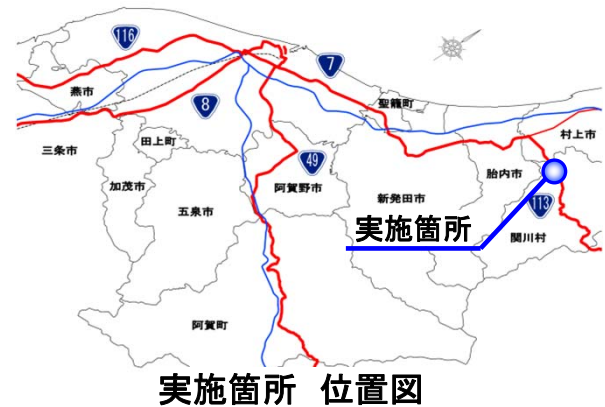 116
7
燕市
8
聖籠町
村上市
三条市
田上町
49
加茂市
阿賀野市
胎内市
五泉市
新発田市
113
実施箇所
関川村
阿賀町
実施箇所 位置図